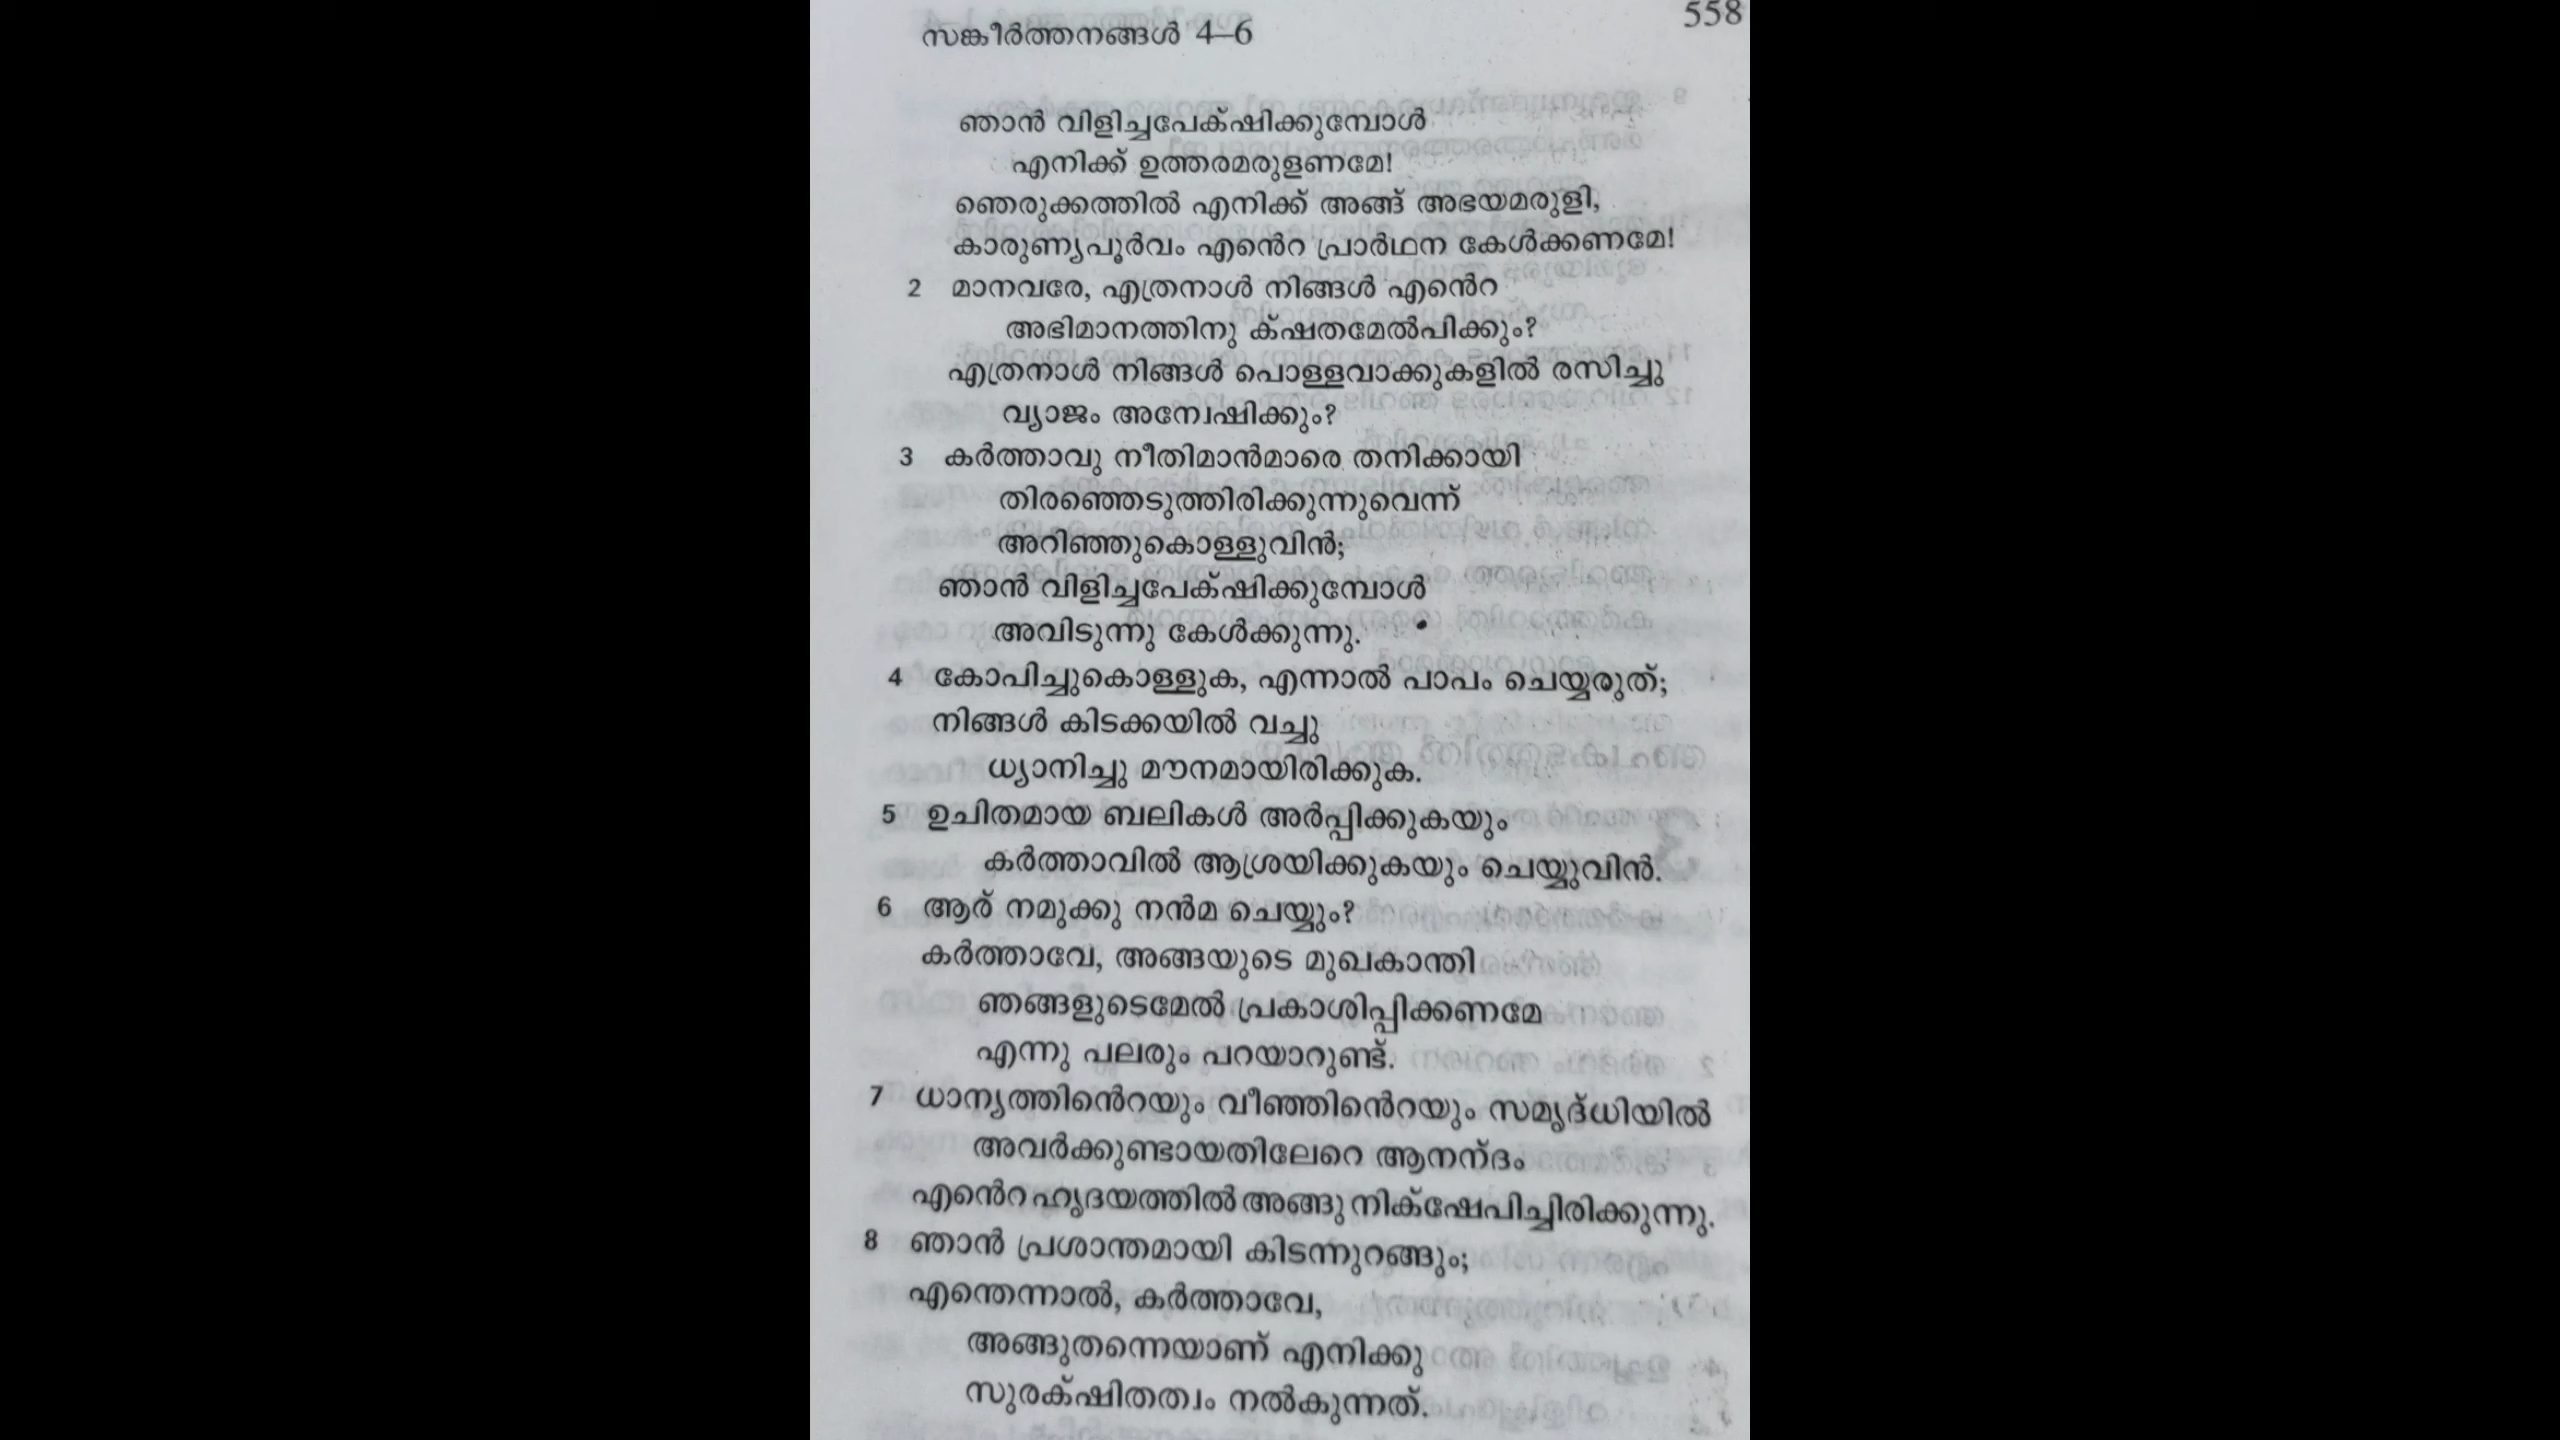 സങ്കീർത്തനങ്ങൾ 4–6
558
ഞാൻ വിളിച്ചപേക്ഷിക്കുമ്പോൾ
എനിക്ക് ഉത്തരമരുളണമേ!
ഞെരുക്കത്തിൽ എനിക്ക് അങ്ങ് അഭയമരുളി,
കാരുണ്യപൂർവം എൻെറ പ്രാർഥന കേൾക്കണമേ!
2 മാനവരേ, എത്രനാൾ നിങ്ങൾ എൻെറ
അഭിമാനത്തിനു ക്ഷതമേൽപിക്കും?
എത്രനാൾ നിങ്ങൾ പൊള്ളവാക്കുകളിൽ രസിച്ചു
വ്യാജം അന്വേഷിക്കും?
3 കർത്താവു നീതിമാൻമാരെ തനിക്കായി
തിരഞ്ഞെടുത്തിരിക്കുന്നുവെന്ന്
അറിഞ്ഞുകൊള്ളുവിൻ;
ഞാൻ വിളിച്ചപേക്ഷിക്കുമ്പോൾ
അവിടുന്നു കേൾക്കുന്നു.
4 കോപിച്ചുകൊള്ളുക, എന്നാൽ പാപം ചെയ്യരുത്;
നിങ്ങൾ കിടക്കയിൽ വച്ചു
ധ്യാനിച്ചു മൗനമായിരിക്കുക.
5 ഉചിതമായ ബലികൾ അർപ്പിക്കുകയും
കർത്താവിൽ ആശ്രയിക്കുകയും ചെയ്യുവിൻ.
6 ആര് നമുക്കു നൻമ ചെയ്യും?
കർത്താവേ, അങ്ങയുടെ മുഖകാന്തി
ഞങ്ങളുടെമേൽ പ്രകാശിപ്പിക്കണമേ
എന്നു പലരും പറയാറുണ്ട്.
7 ധാന്യത്തിൻെറയും വീഞ്ഞിൻെറയും സമൃദ്ധിയിൽ
അവർക്കുണ്ടായതിലേറെ ആനന്ദം
എൻെറ ഹൃദയത്തിൽ അങ്ങു നിക്ഷേപിച്ചിരിക്കുന്നു.
8 ഞാൻ പ്രശാന്തമായി കിടന്നുറങ്ങും;
എന്തെന്നാൽ, കർത്താവേ,
അങ്ങുതന്നെയാണ് എനിക്കു
സുരക്ഷിതത്വം നൽകുന്നത്.